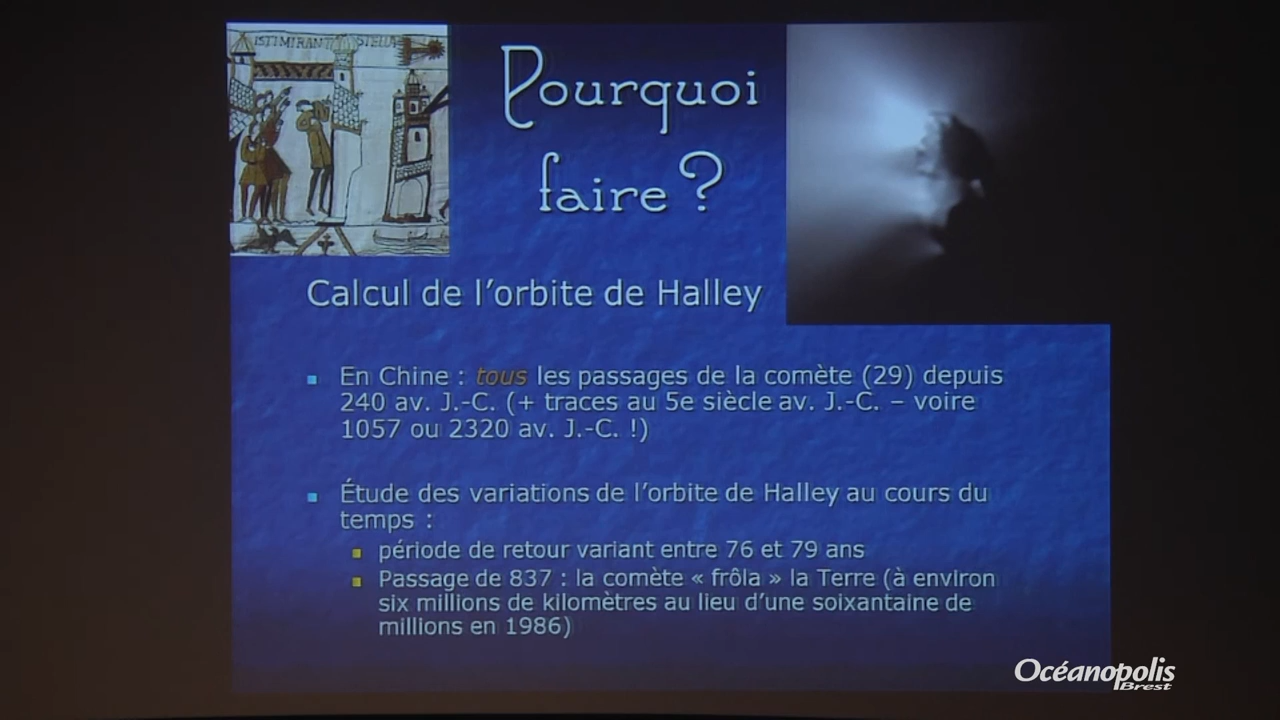 ISTI MIRANT STELLA
Pourquoi
faire ?
Calcul de l'orbite de Halley
En Chine : tous les passages de la comète (29) depuis
240 av. J.-C. (+ traces au 5e siècle av. J.-C. – voire
1057 ou 2320 av. J.-C. !)
Étude des variations de l'orbite de Halley au cours du
temps :
période de retour variant entre 76 et 79 ans
Passage de 837 : la comète « frôla » la Terre (à environ
six millions de kilomètres au lieu d'une soixantaine de
millions en 1986)
Océanopolis
Brest